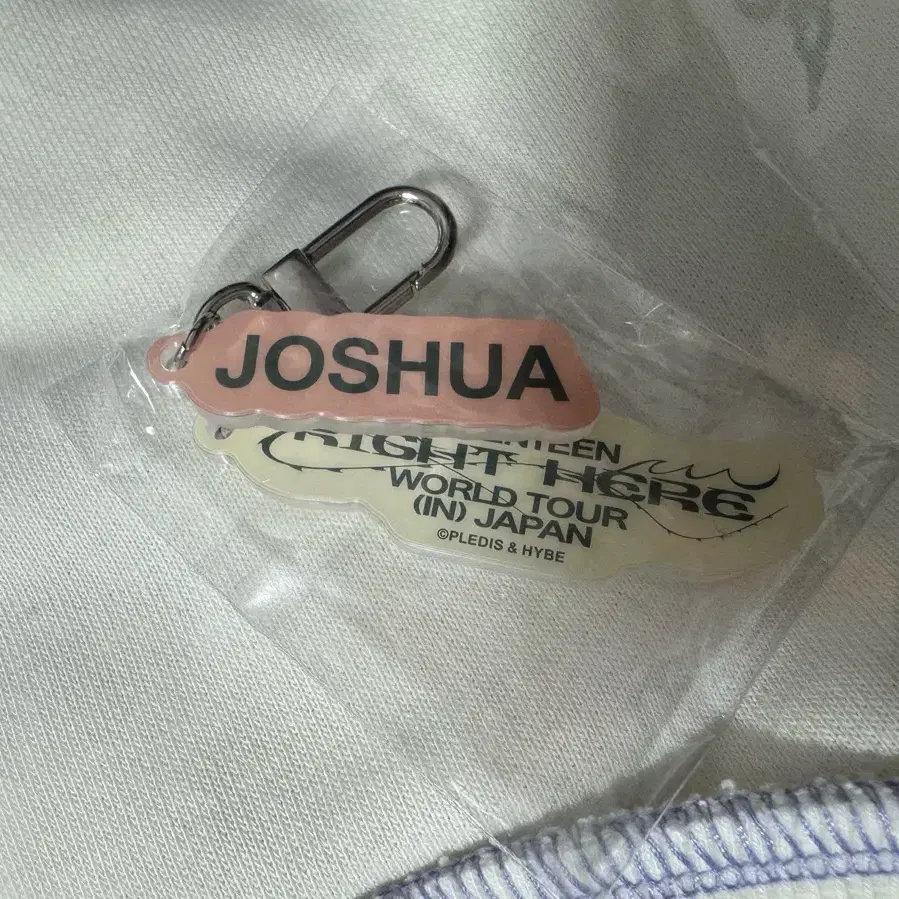 JOSHUA
RIGHT HERE
WORLD TOUR
(IN) JAPAN
©PLEDIS & HYBE